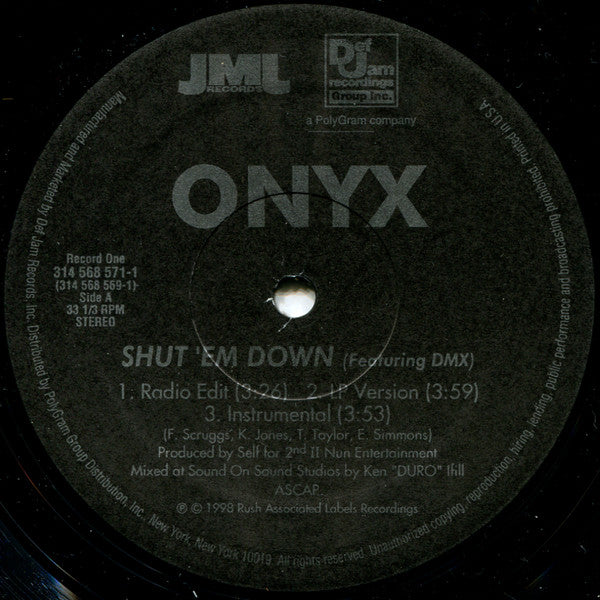 JML
RECORDS
Def
Jam
recordings
Group Inc.
a PolyGram company
ONYX
Record One
314 568 571-1
(314 568 569-1)
Side A
33 1/3 RPM
STEREO
SHUT 'EM DOWN (Featuring DMX)
1. Radio Edit (3:26) 2. LP Version (3:59)
3. Instrumental (3:53)
(F. Scruggs, K. Jones, T. Taylor, E. Simmons)
Produced by Self for 2nd II Nun Entertainment
Mixed at Sound On Sound Studios by Ken "DURO" Ifill
ASCAP.
℗ © 1998 Rush Associated Labels Recordings
Manufactured and Marketed by Def Jam Records, Inc. Distributed by PolyGram Group Distribution, Inc., New York, New York 10019. All rights reserved. Unauthorized copying, reproduction, hiring, lending, public performance and broadcasting prohibited. Printed in U.S.A.